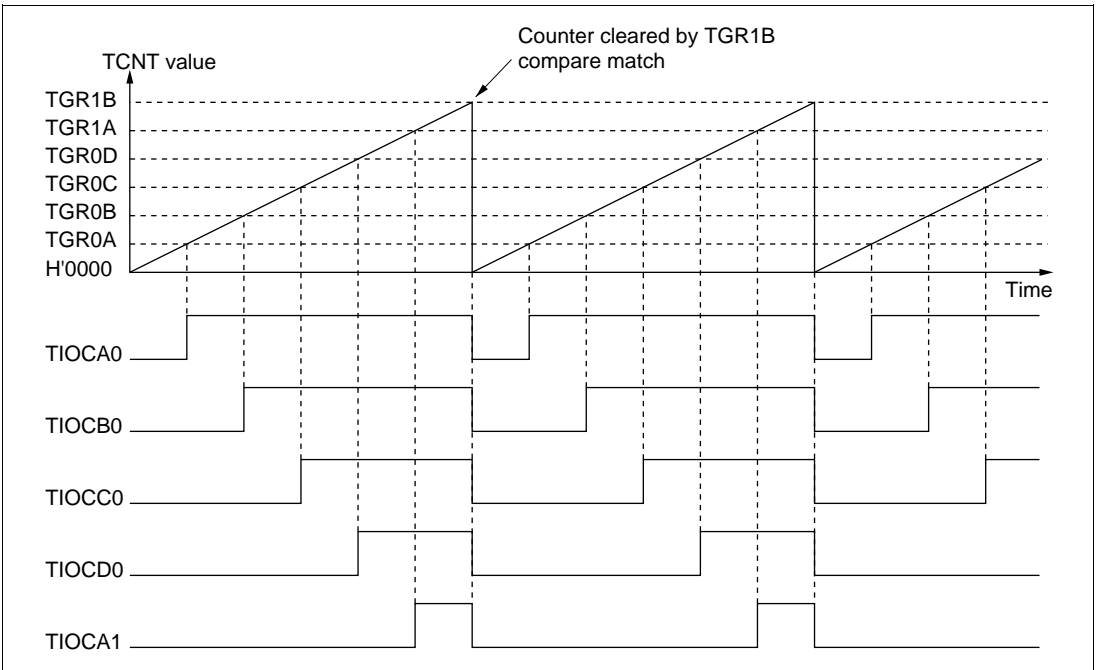 Counter cleared by TGR1B
compare match
TCNT value
TGR1B
TGR1A
TGR0D
TGR0C
TGR0B
TGR0A
H'0000
Time
TIOCA0
TIOCB0
TIOCC0
TIOCD0
TIOCA1